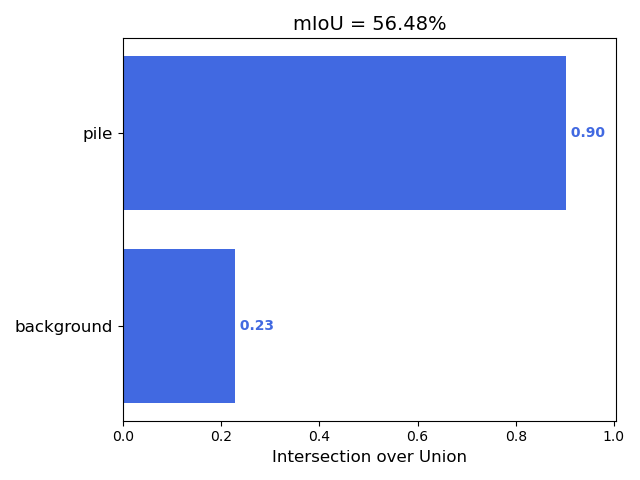 mIoU = 56.48%
pile
0.90
background
0.23
0.0 0.2 0.4 0.6 0.8 1.0
Intersection over Union